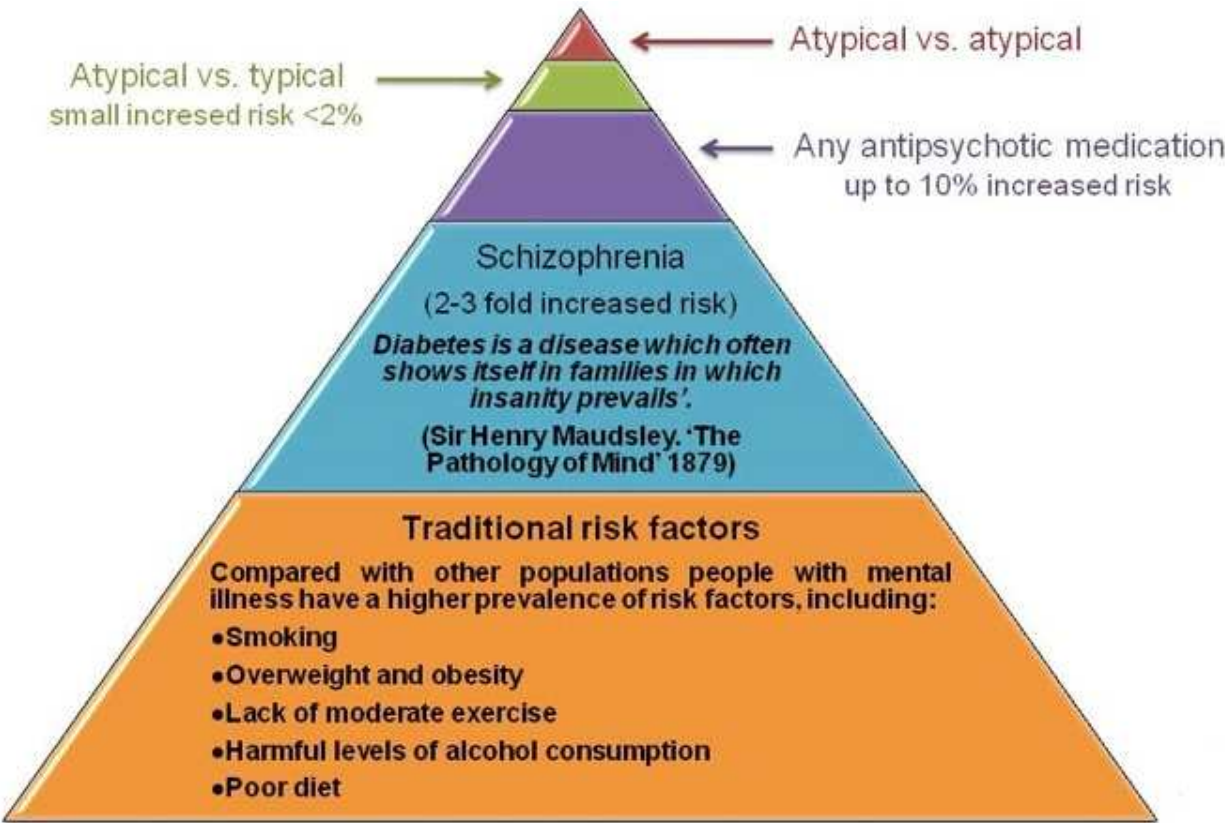 Atypical vs. atypical
Atypical vs. typical
small incresed risk <2%
Any antipsychotic medication
up to 10% increased risk
Schizophrenia
(2-3 fold increased risk)
Diabetes is a disease which often
shows itself in families in which
insanity prevails’.
(Sir Henry Maudsley. ‘The
Pathology of Mind’ 1879)
Traditional risk factors
Compared with other populations people with mental
illness have a higher prevalence of risk factors, including:
●Smoking
●Overweight and obesity
●Lack of moderate exercise
●Harmful levels of alcohol consumption
●Poor diet